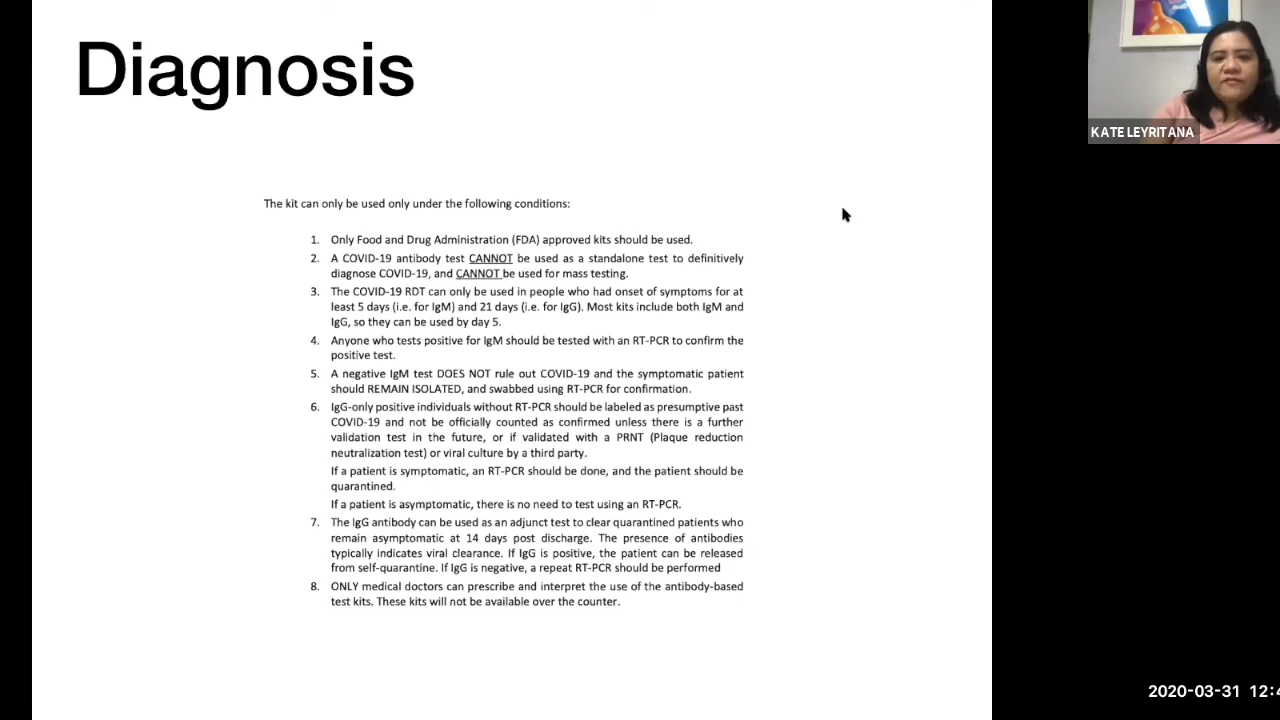 Diagnosis
KATE LEYRITANA
The kit can only be used only under the following conditions:
1. Only Food and Drug Administration (FDA) approved kits should be used.
2. A COVID-19 antibody test CANNOT be used as a standalone test to definitively
diagnose COVID-19, and CANNOT be used for mass testing.
3. The COVID-19 RDT can only be used in people who had onset of symptoms for at
least 5 days (i.e. for IgM) and 21 days (i.e. for IgG). Most kits include both IgM and
IgG, so they can be used by day 5.
4. Anyone who tests positive for IgM should be tested with an RT-PCR to confirm the
positive test.
5. A negative IgM test DOES NOT rule out COVID-19 and the symptomatic patient
should REMAIN ISOLATED, and swabbed using RT-PCR for confirmation.
6. IgG-only positive individuals without RT-PCR should be labeled as presumptive past
COVID-19 and not be officially counted as confirmed unless there is a further
validation test in the future, or if validated with a PRNT (Plaque reduction
neutralization test) or viral culture by a third party.
If a patient is symptomatic, an RT-PCR should be done, and the patient should be
quarantined.
If a patient is asymptomatic, there is no need to test using an RT-PCR.
7. The IgG antibody can be used as an adjunct test to clear quarantined patients who
remain asymptomatic at 14 days post discharge. The presence of antibodies
typically indicates viral clearance. If IgG is positive, the patient can be released
from self-quarantine. If IgG is negative, a repeat RT-PCR should be performed
8. ONLY medical doctors can prescribe and interpret the use of the antibody-based
test kits. These kits will not be available over the counter.
2020-03-31